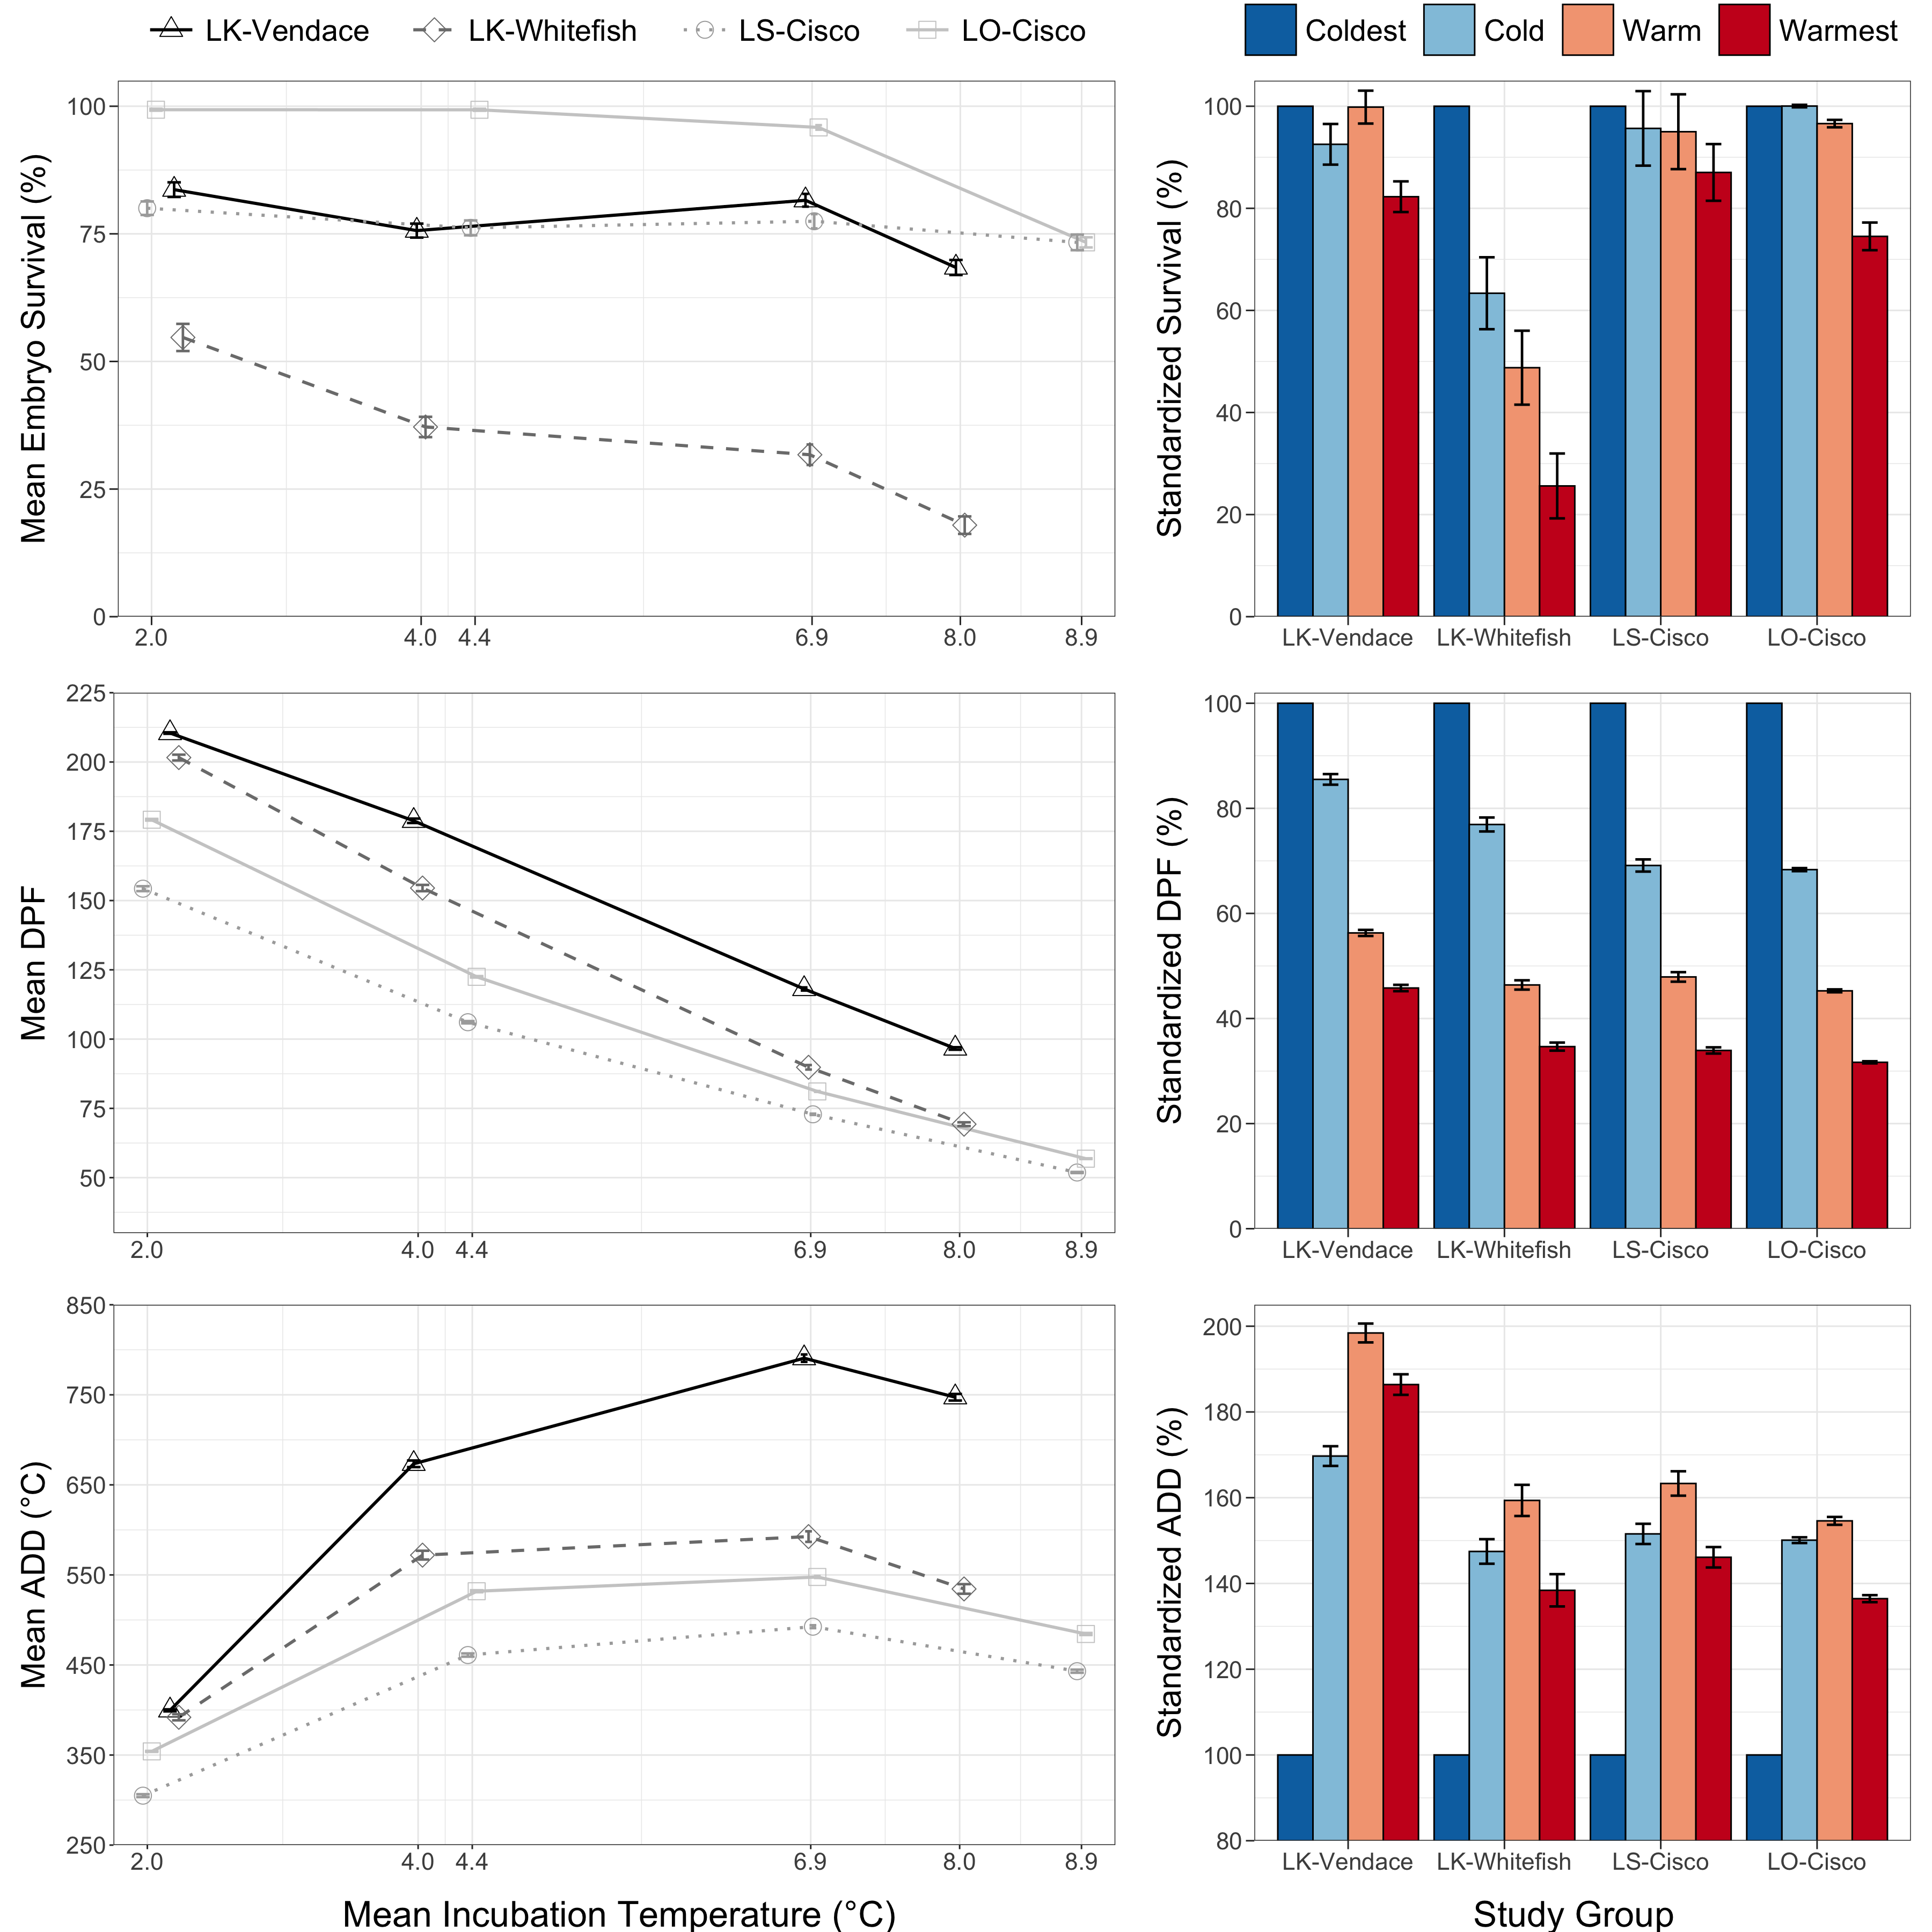 LK-Vendace LK-Whitefish LS-Cisco LO-Cisco
Coldest Cold Warm Warmest
Mean Embryo Survival (%)
100
75
50
25
0
2.0 4.0 4.4 6.9 8.0 8.9
Standardized Survival (%)
100
80
60
40
20
0
LK-Vendace LK-Whitefish LS-Cisco LO-Cisco
Mean DPF
225
200
175
150
125
100
75
50
2.0 4.0 4.4 6.9 8.0 8.9
Standardized DPF (%)
100
80
60
40
20
0
LK-Vendace LK-Whitefish LS-Cisco LO-Cisco
Mean ADD (°C)
850
750
650
550
450
350
250
2.0 4.0 4.4 6.9 8.0 8.9
Mean Incubation Temperature (°C)
Standardized ADD (%)
200
180
160
140
120
100
80
LK-Vendace LK-Whitefish LS-Cisco LO-Cisco
Study Group